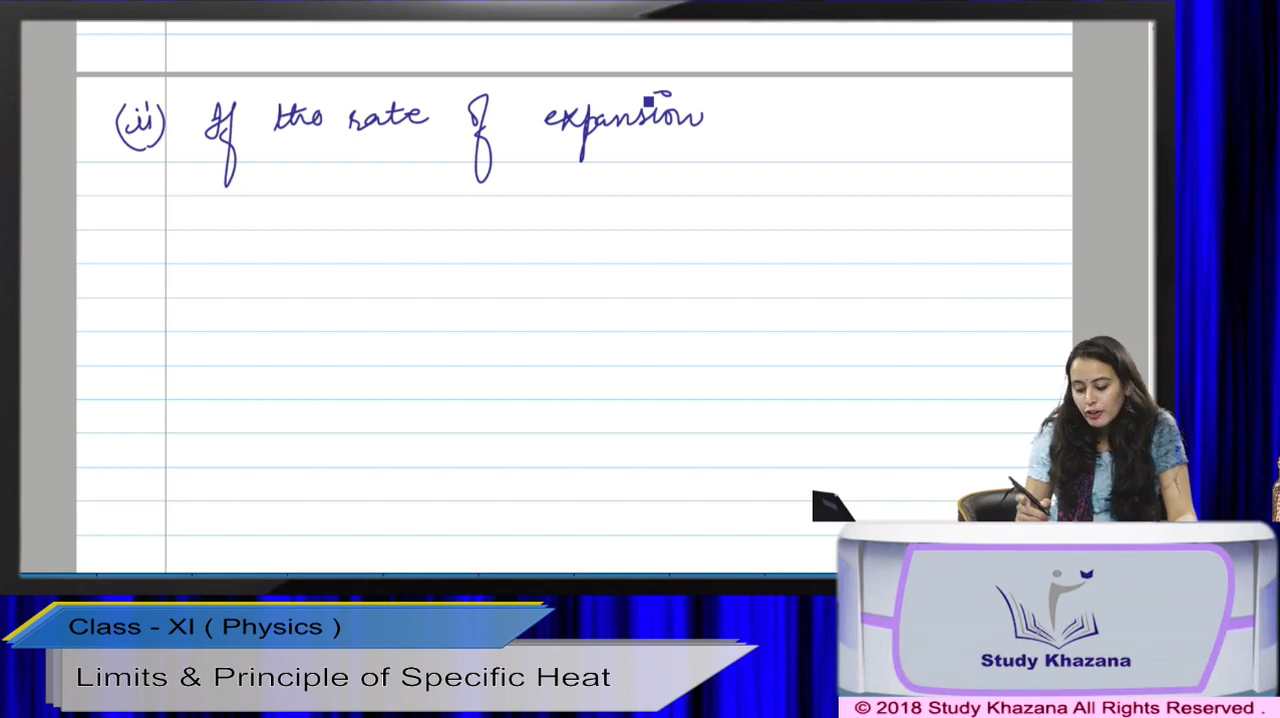 (ii) If the rate of expansion
Study Khazana
Class - XI ( Physics )
Limits & Principle of Specific Heat
© 2018 Study Khazana All Rights Reserved .